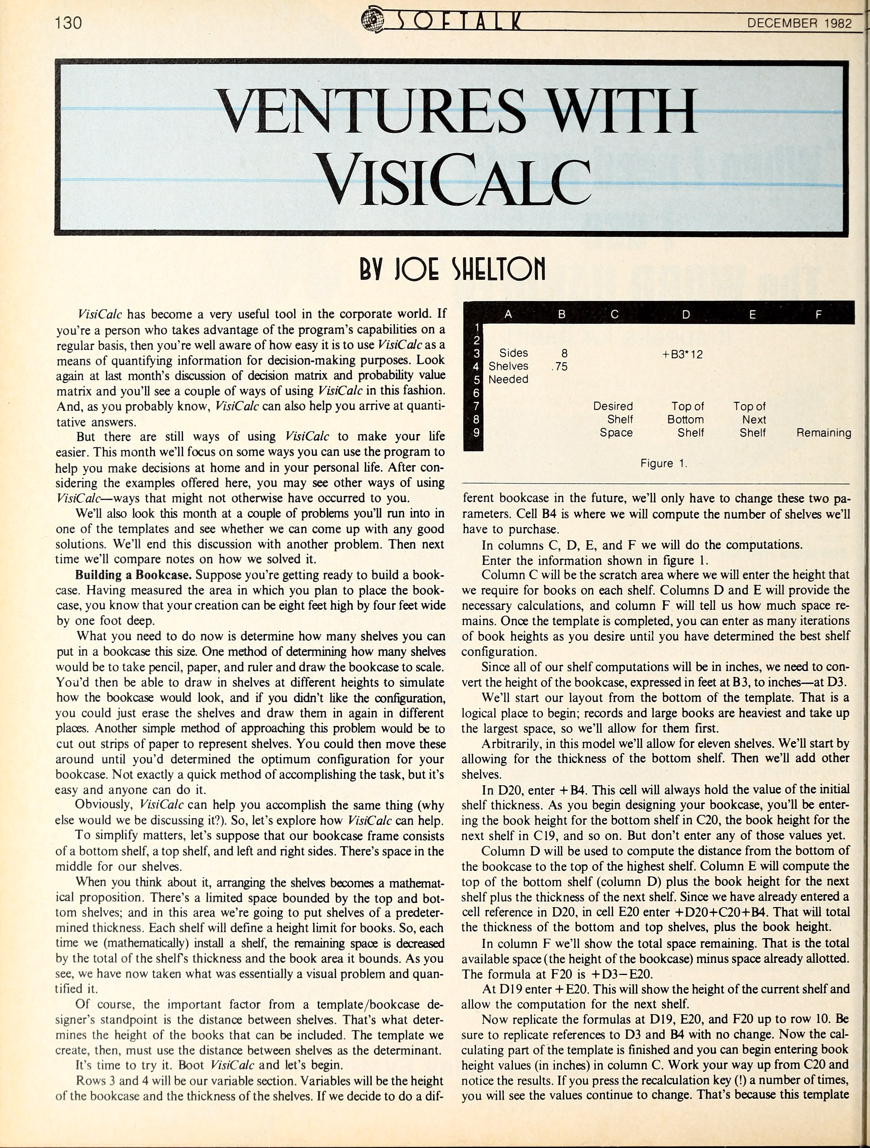 130
SOFTALK
DECEMBER 1982
VENTURES WITH
VISICALC
BY JOE SHELTON
VisiCalc has become a very useful tool in the corporate world. If
you're a person who takes advantage of the program's capabilities on a
regular basis, then you're well aware of how easy it is to use VisiCalc as a
means of quantifying information for decision-making purposes. Look
again at last month's discussion of decision matrix and probability value
matrix and you'll see a couple of ways of using VisiCalc in this fashion.
And, as you probably know, VisiCalc can also help you arrive at quanti-
tative answers.
But there are still ways of using VisiCalc to make your life
easier. This month we'll focus on some ways you can use the program to
help you make decisions at home and in your personal life. After con-
sidering the examples offered here, you may see other ways of using
VisiCalc—ways that might not otherwise have occurred to you.
We'll also look this month at a couple of problems you'll run into in
one of the templates and see whether we can come up with any good
solutions. We'll end this discussion with another problem. Then next
time we'll compare notes on how we solved it.
Building a Bookcase. Suppose you're getting ready to build a book-
case. Having measured the area in which you plan to place the book-
case, you know that your creation can be eight feet high by four feet wide
by one foot deep.
What you need to do now is determine how many shelves you can
put in a bookcase this size. One method of determining how many shelves
would be to take pencil, paper, and ruler and draw the bookcase to scale.
You'd then be able to draw in shelves at different heights to simulate
how the bookcase would look, and if you didn't like the configuration,
you could just erase the shelves and draw them in again in different
places. Another simple method of approaching this problem would be to
cut out strips of paper to represent shelves. You could then move these
around until you'd determined the optimum configuration for your
bookcase. Not exactly a quick method of accomplishing the task, but it's
easy and anyone can do it.
Obviously, VisiCalc can help you accomplish the same thing (why
else would we be discussing it?). So, let's explore how VisiCalc can help.
To simplify matters, let's suppose that our bookcase frame consists
of a bottom shelf, a top shelf, and left and right sides. There's space in the
middle for our shelves.
When you think about it, arranging the shelves becomes a mathemat-
ical proposition. There's a limited space bounded by the top and bot-
tom shelves; and in this area we're going to put shelves of a predeter-
mined thickness. Each shelf will define a height limit for books. So, each
time we (mathematically) install a shelf, the remaining space is decreased
by the total of the shelf's thickness and the book area it bounds. As you
see, we have now taken what was essentially a visual problem and quan-
tified it.
Of course, the important factor from a template/bookcase de-
signer's standpoint is the distance between shelves. That's what deter-
mines the height of the books that can be included. The template we
create, then, must use the distance between shelves as the determinant.
It's time to try it. Boot VisiCalc and let's begin.
Rows 3 and 4 will be our variable section. Variables will be the height
of the bookcase and the thickness of the shelves. If we decide to do a dif-
A B C D E F
1
2
3 Sides 8 +B3*12
4 Shelves .75
5 Needed
6
7 Desired Top of Top of
8 Shelf Bottom Next
9 Space Shelf Shelf Remaining
Figure 1.
ferent bookcase in the future, we'll only have to change these two pa-
rameters. Cell B4 is where we will compute the number of shelves we'll
have to purchase.
In columns C, D, E, and F we will do the computations.
Enter the information shown in figure 1.
Column C will be the scratch area where we will enter the height that
we require for books on each shelf. Columns D and E will provide the
necessary calculations, and column F will tell us how much space re-
mains. Once the template is completed, you can enter as many iterations
of book heights as you desire until you have determined the best shelf
configuration.
Since all of our shelf computations will be in inches, we need to con-
vert the height of the bookcase, expressed in feet at B3, to inches—at D3.
We'll start our layout from the bottom of the template. That is a
logical place to begin; records and large books are heaviest and take up
the largest space, so we'll allow for them first.
Arbitrarily, in this model we'll allow for eleven shelves. We'll start by
allowing for the thickness of the bottom shelf. Then we'll add other
shelves.
In D20, enter +B4. This cell will always hold the value of the initial
shelf thickness. As you begin designing your bookcase, you'll be enter-
ing the book height for the bottom shelf in C20, the book height for the
next shelf in C19, and so on. But don't enter any of those values yet.
Column D will be used to compute the distance from the bottom of
the bookcase to the top of the highest shelf. Column E will compute the
top of the bottom shelf (column D) plus the book height for the next
shelf plus the thickness of the next shelf. Since we have already entered a
cell reference in D20, in cell E20 enter +D20+C20+B4. That will total
the thickness of the bottom and top shelves, plus the book height.
In column F we'll show the total space remaining. That is the total
available space (the height of the bookcase) minus space already allotted.
The formula at F20 is +D3−E20.
At D19 enter +E20. This will show the height of the current shelf and
allow the computation for the next shelf.
Now replicate the formulas at D19, E20, and F20 up to row 10. Be
sure to replicate references to D3 and B4 with no change. Now the cal-
culating part of the template is finished and you can begin entering book
height values (in inches) in column C. Work your way up from C20 and
notice the results. If you press the recalculation key (!) a number of times,
you will see the values continue to change. That's because this template